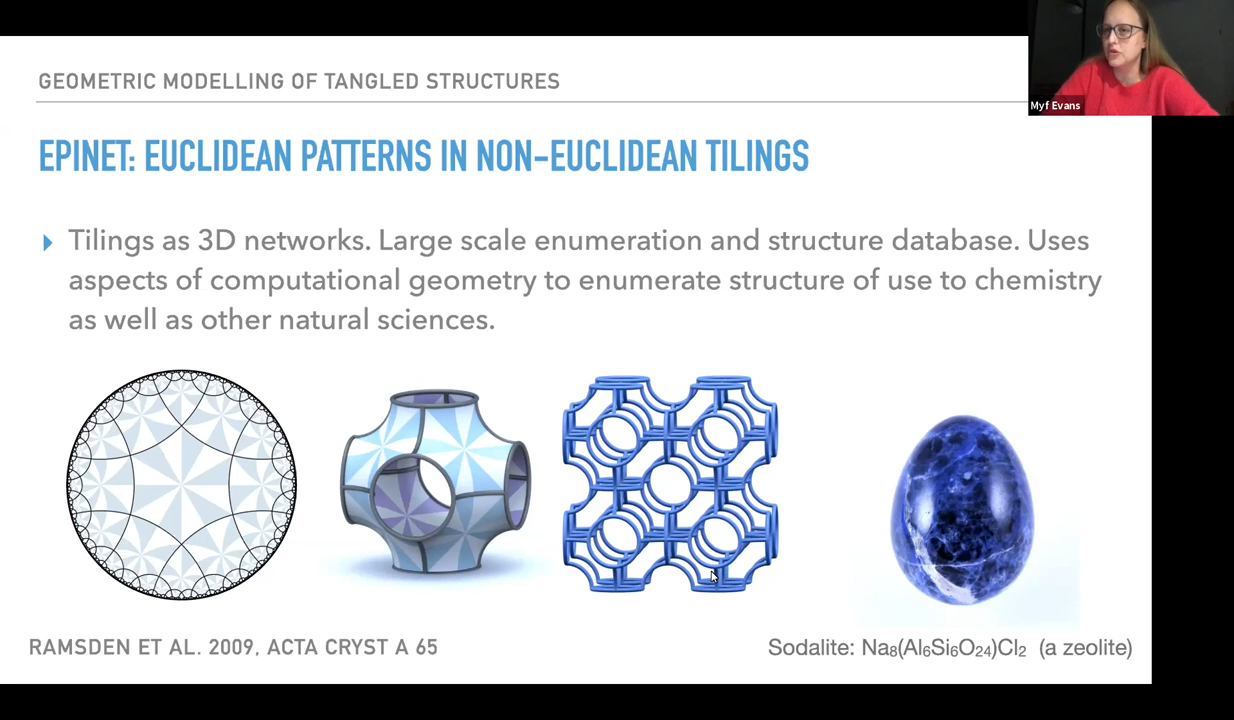 GEOMETRIC MODELLING OF TANGLED STRUCTURES
Myf Evans
EPINET: EUCLIDEAN PATTERNS IN NON-EUCLIDEAN TILINGS
Tilings as 3D networks. Large scale enumeration and structure database. Uses
aspects of computational geometry to enumerate structure of use to chemistry
as well as other natural sciences.
RAMSDEN ET AL. 2009, ACTA CRYST A 65
Sodalite: Na₈(Al₆Si₆O₂₄)Cl₂ (a zeolite)